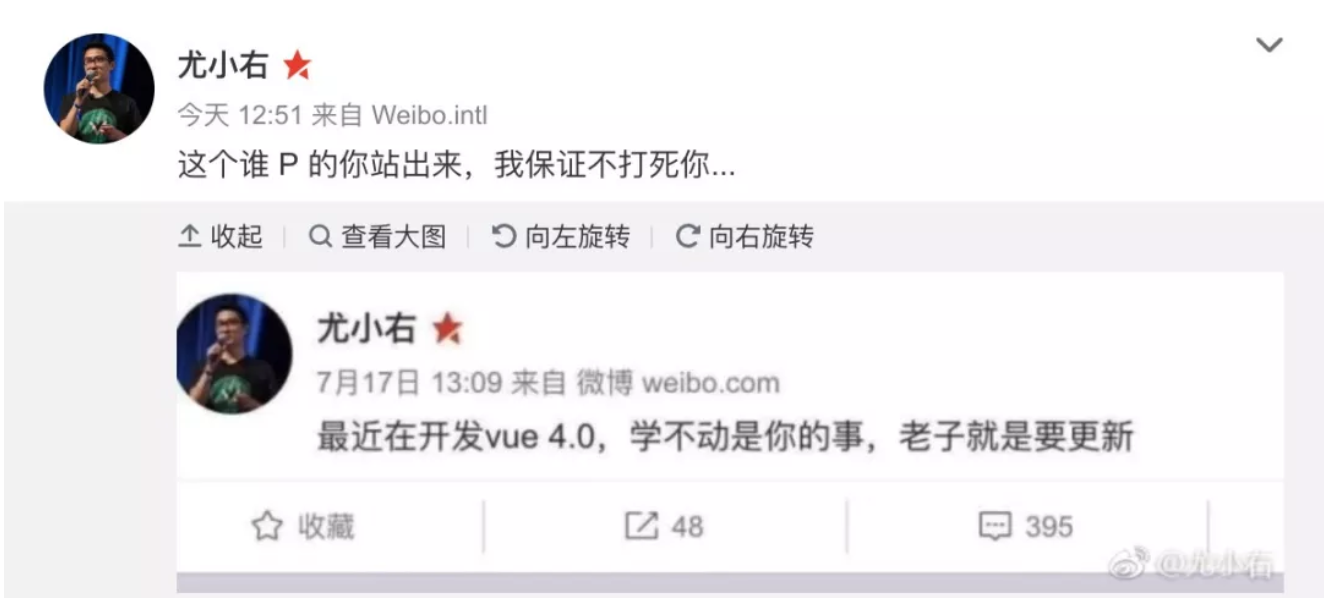 尤小右
今天 12:51 来自 Weibo.intl
这个谁 P 的你站出来，我保证不打死你...
收起 查看大图 向左旋转 向右旋转
尤小右
7月17日 13:09 来自 微博 weibo.com
最近在开发vue 4.0，学不动是你的事，老子就是要更新
收藏 48 395
@尤小右